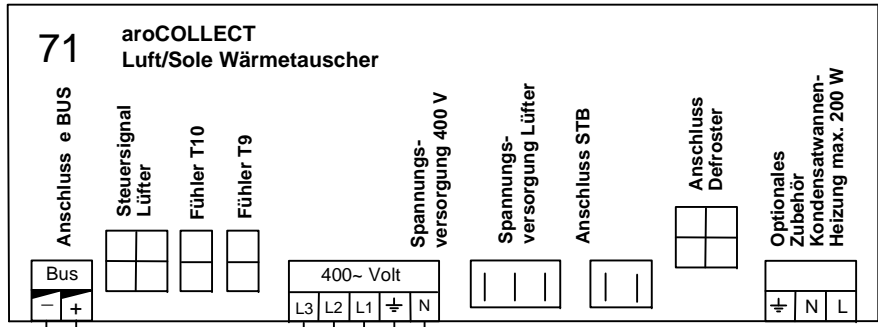 71
aroCOLLECT
Luft/Sole Wärmetauscher
Anschluss e BUS
Steuersignal
Lüfter
Fühler T10
Fühler T9
Spannungs-
versorgung 400 V
Spannungs-
versorgung Lüfter
Anschluss STB
Anschluss
Defroster
Optionales
Zubehör
Kondensatwannen-
Heizung max. 200 W
Bus
− +
400~ Volt
L3 L2 L1 ⏚ N
⏚ N L